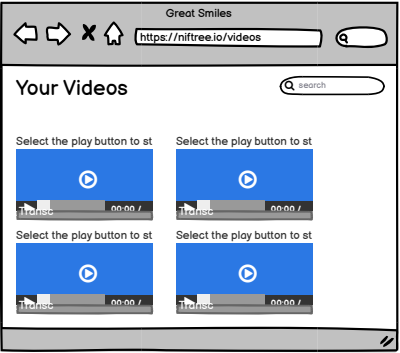 Great Smiles
https://niftree.io/videos
Your Videos
search
Select the play button to st
Select the play button to st
00:00 /
Transc
00:00 /
Transc
Select the play button to st
Select the play button to st
00:00 /
Transc
00:00 /
Transc